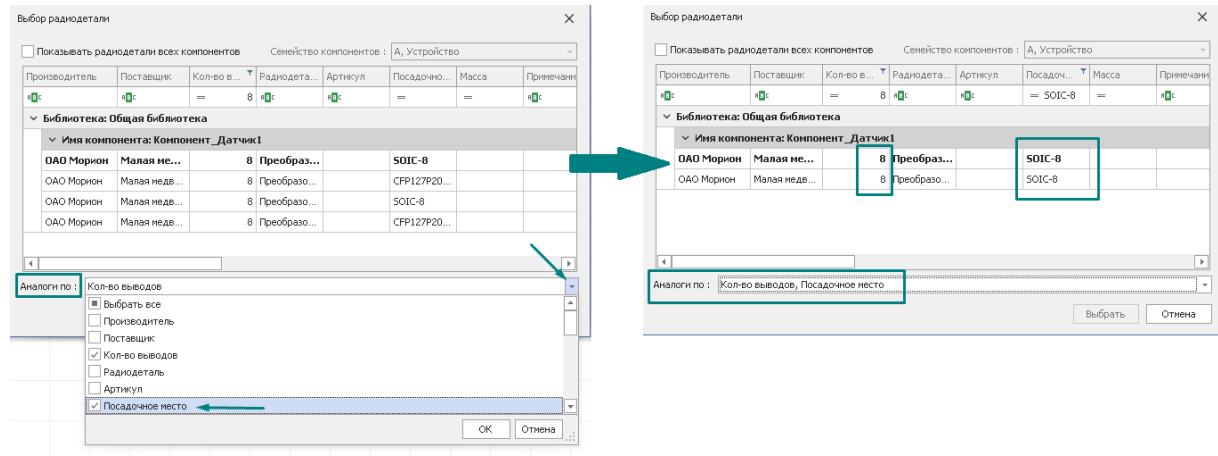 Выбор радиодетали
Показывать радиодетали всех компонентов
Семейство компонентов : А, Устройство
Производитель Поставщик Кол-во в... Радиодета... Артикул Посадочно... Масса Примечани
= 8 = =
Библиотека: Общая библиотека
Имя компонента: Компонент_Датчик1
ОАО Морион Малая ме... 8 Преобраз... SOIC-8
ОАО Морион Малая медв... 8 Преобразо... CFP127P20...
ОАО Морион Малая медв... 8 Преобразо... SOIC-8
ОАО Морион Малая медв... 8 Преобразо... CFP127P20...
Аналоги по : Кол-во выводов
Выбрать все
Производитель
Поставщик
Кол-во выводов
Радиодеталь
Артикул
Посадочное место
ОК Отмена
Выбор радиодетали
Показывать радиодетали всех компонентов
Семейство компонентов : А, Устройство
Производитель Поставщик Кол-во в... Радиодета... Артикул Посадоч... Масса Примечани
= 8 = SOIC-8 =
Библиотека: Общая библиотека
Имя компонента: Компонент_Датчик1
ОАО Морион Малая ме... 8 Преобраз... SOIC-8
ОАО Морион Малая медв... 8 Преобразо... SOIC-8
Аналоги по : Кол-во выводов, Посадочное место
Выбрать Отмена